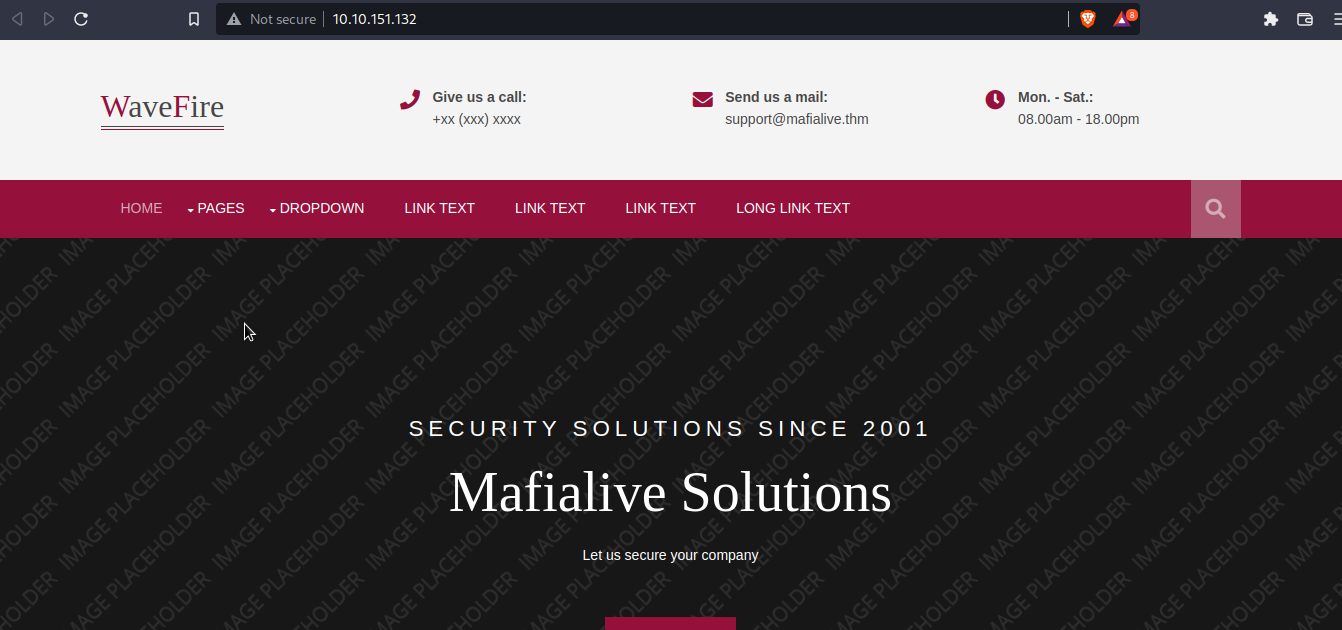 Not secure 10.10.151.132 8
WaveFire
Give us a call:
+xx (xxx) xxxx
Send us a mail:
support@mafialive.thm
Mon. - Sat.:
08.00am - 18.00pm
HOME PAGES DROPDOWN LINK TEXT LINK TEXT LINK TEXT LONG LINK TEXT
IMAGE PLACEHOLDER
SECURITY SOLUTIONS SINCE 2001
Mafialive Solutions
Let us secure your company